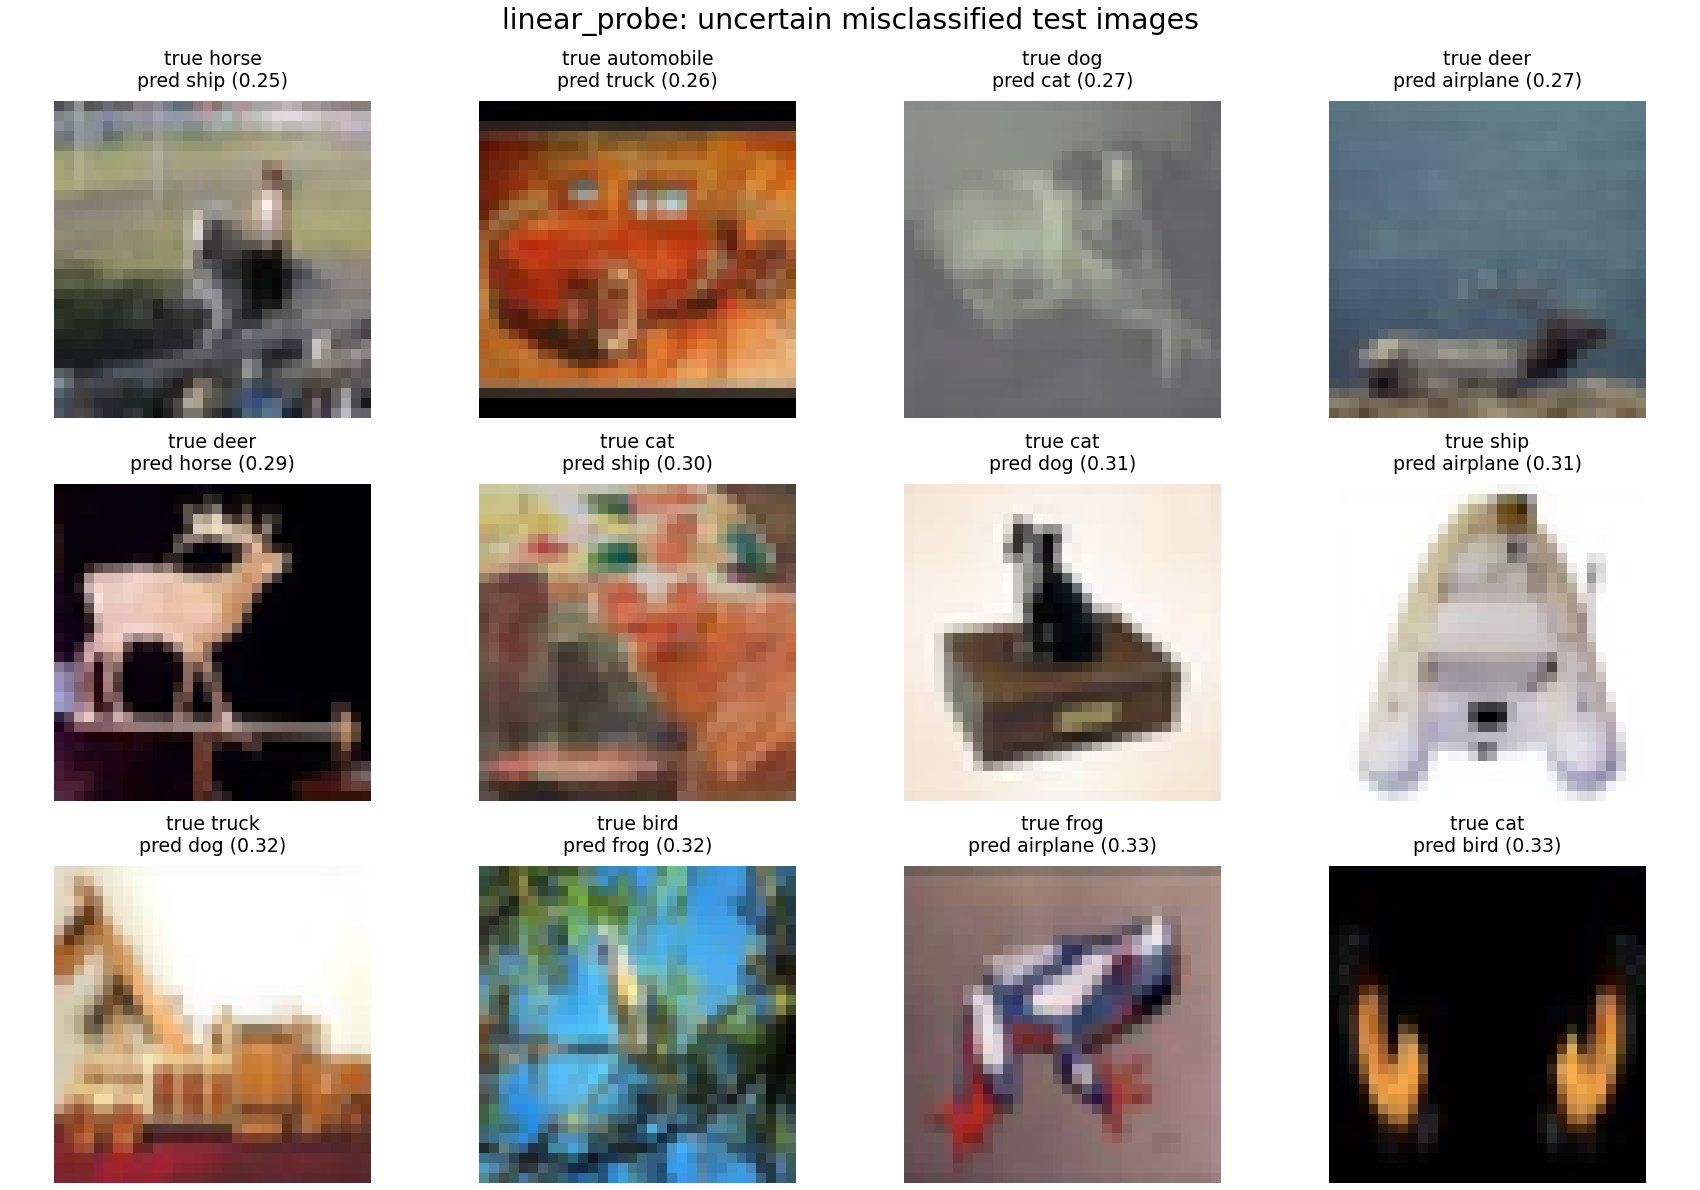 linear_probe: uncertain misclassified test images
true horse
pred ship (0.25)
true automobile
pred truck (0.26)
true dog
pred cat (0.27)
true deer
pred airplane (0.27)
true deer
pred horse (0.29)
true cat
pred ship (0.30)
true cat
pred dog (0.31)
true ship
pred airplane (0.31)
true truck
pred dog (0.32)
true bird
pred frog (0.32)
true frog
pred airplane (0.33)
true cat
pred bird (0.33)